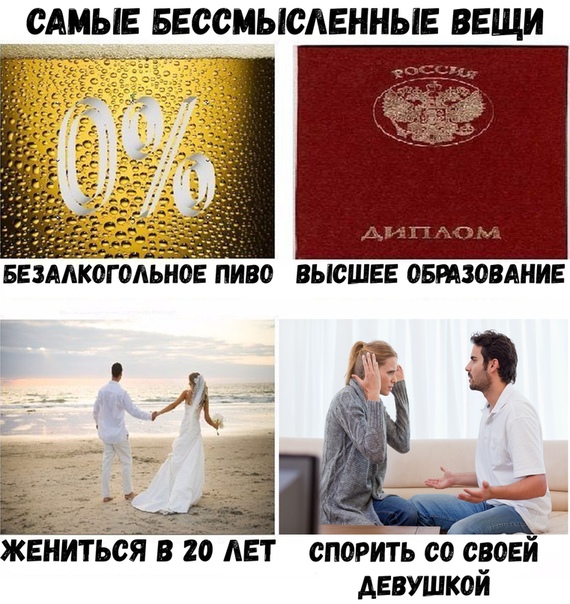 САМЫЕ БЕССМЫСЛЕННЫЕ ВЕЩИ
0%
РОССИЯ
ДИПЛОМ
БЕЗАЛКОГОЛЬНОЕ ПИВО
ВЫСШЕЕ ОБРАЗОВАНИЕ
ЖЕНИТЬСЯ В 20 ЛЕТ
СПОРИТЬ СО СВОЕЙ
ДЕВУШКОЙ